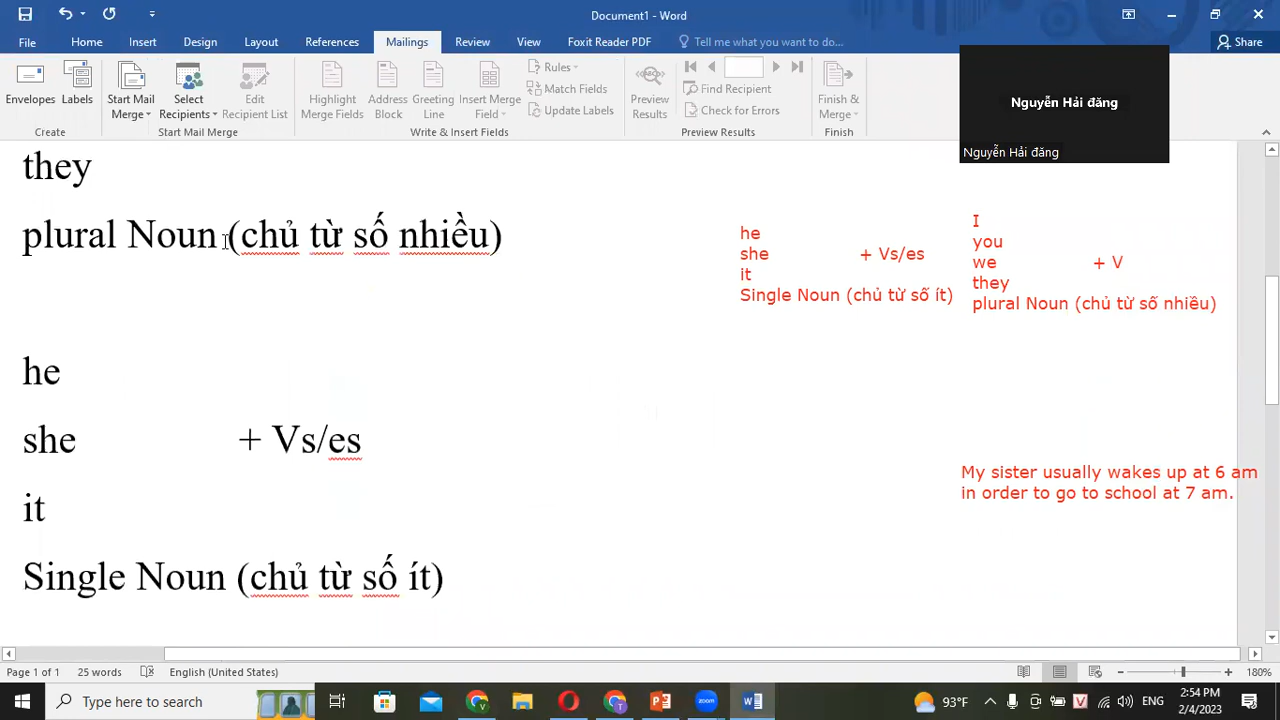 Document1 - Word
File Home Insert Design Layout References Mailings Review View Foxit Reader PDF Tell me what you want to do... Share
Envelopes Labels Start Mail Merge Select Recipients Edit Recipient List Highlight Merge Fields Address Block Greeting Line Insert Merge Field Rules Match Fields Update Labels Preview Results Find Recipient Check for Errors Finish & Merge
Create Start Mail Merge Write & Insert Fields Preview Results Finish
Nguyễn Hải đăng
Nguyễn Hải đăng
they
plural Noun (chủ từ số nhiều)
he
she + Vs/es
it
Single Noun (chủ từ số ít)
he
she + Vs/es
it
Single Noun (chủ từ số ít)
I
you
we + V
they
plural Noun (chủ từ số nhiều)
My sister usually wakes up at 6 am
in order to go to school at 7 am.
Page 1 of 1 25 words English (United States) 180%
Type here to search zoom 93°F ENG 2:54 PM
2/4/2023